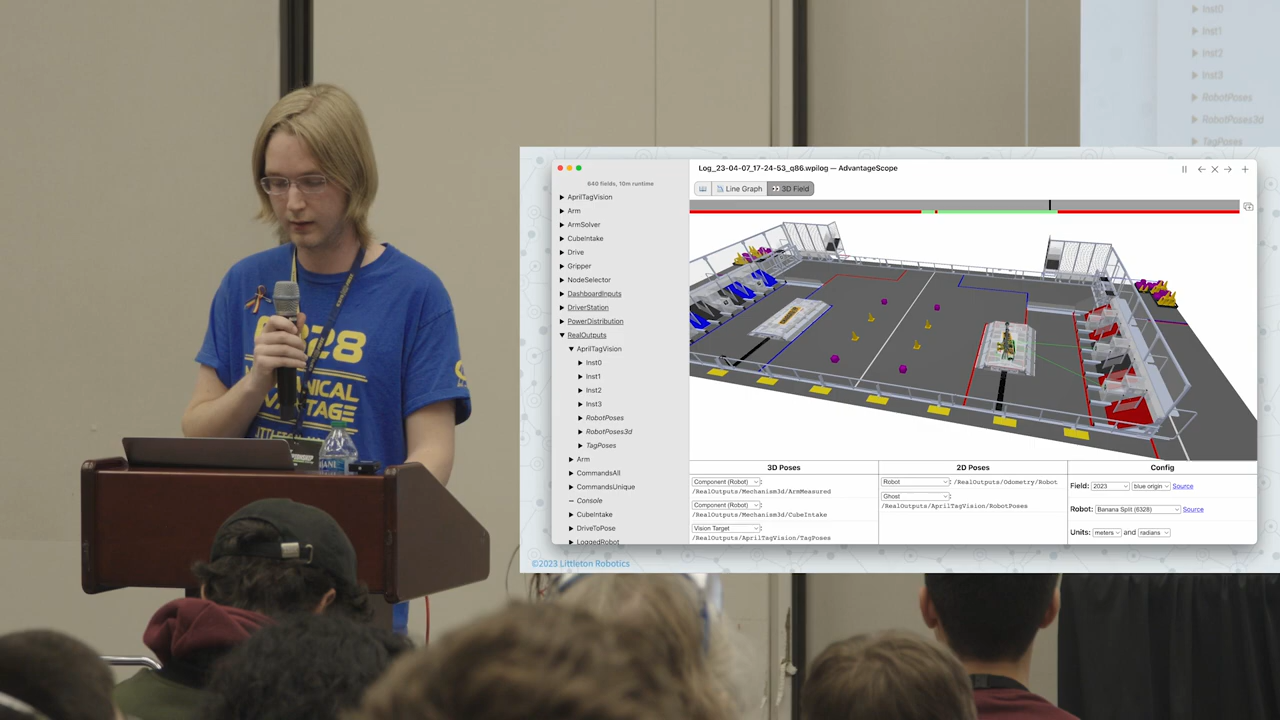 Inst0
Inst1
Inst2
Inst3
RobotPoses
RobotPoses3d
TagPoses
28
ANICAL
VANTAGE
Log_23-04-07_17-24-53_q86.wpilog — AdvantageScope
640 fields, 10m runtime
Line Graph
3D Field
AprilTagVision
Arm
ArmSolver
CubeIntake
Drive
Gripper
NodeSelector
DashboardInputs
DriverStation
PowerDistribution
RealOutputs
AprilTagVision
Inst0
Inst1
Inst2
Inst3
RobotPoses
RobotPoses3d
TagPoses
Arm
CommandsAll
CommandsUnique
Console
CubeIntake
DriveToPose
LoggedRobot
3D Poses
Component (Robot) :
/RealOutputs/Mechanism3d/ArmMeasured
Component (Robot) :
/RealOutputs/Mechanism3d/CubeIntake
Vision Target :
/RealOutputs/AprilTagVision/TagPoses
2D Poses
Robot : /RealOutputs/Odometry/Robot
Ghost :
/RealOutputs/AprilTagVision/RobotPoses
Config
Field: 2023 blue origin Source
Robot: Banana Split (6328) Source
Units: meters and radians
©2023 Littleton Robotics